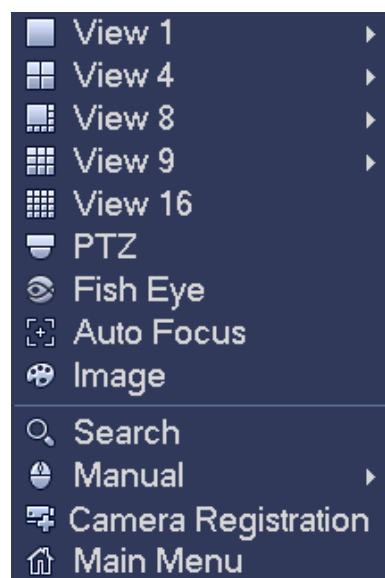 View 1
View 4
View 8
View 9
View 16
PTZ
Fish Eye
Auto Focus
Image
Search
Manual
Camera Registration
Main Menu